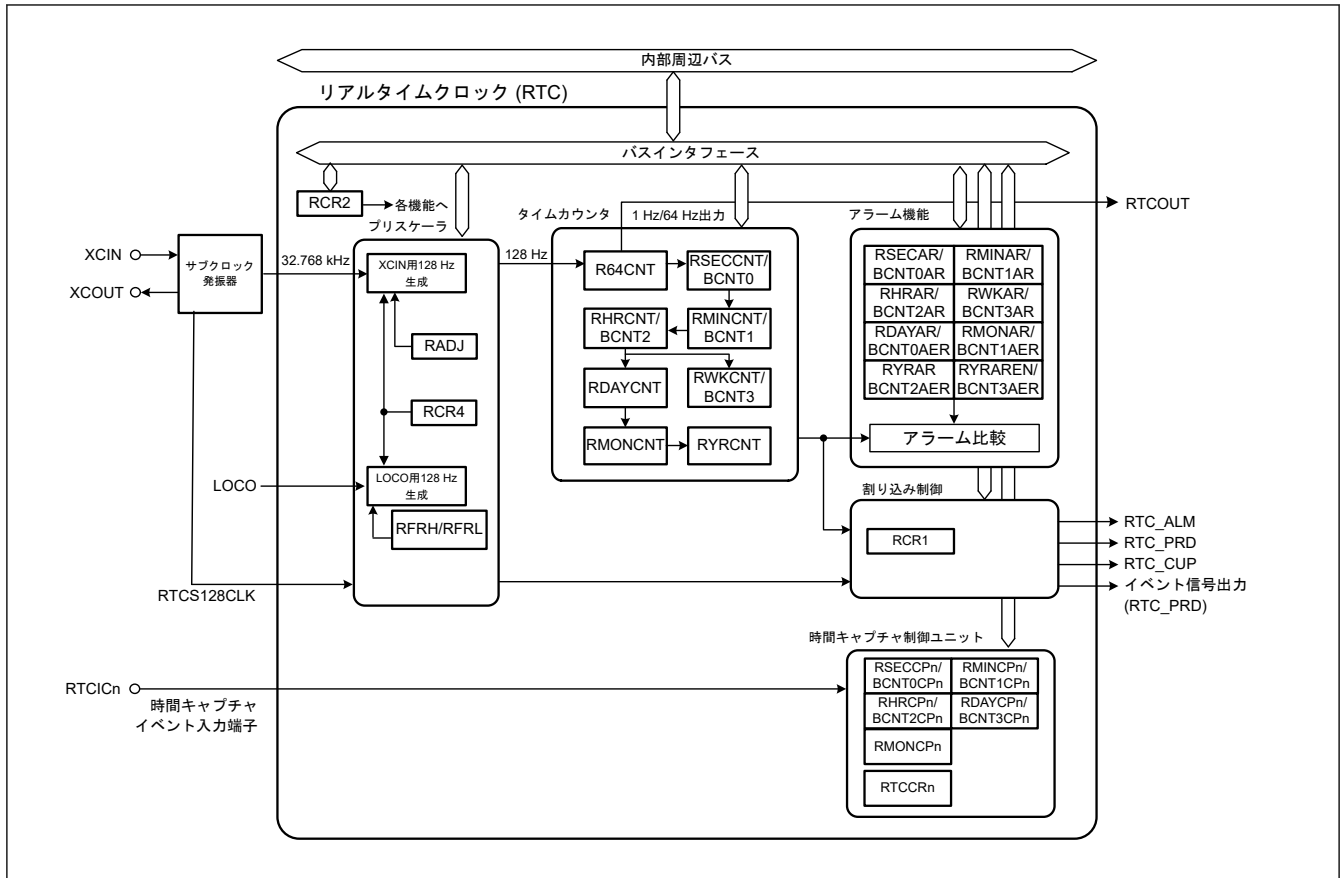 内部周辺バス
リアルタイムクロック (RTC)
バスインタフェース
RCR2
各機能へ
プリスケーラ
タイムカウンタ
1 Hz/64 Hz出力
アラーム機能
RTCOUT
XCIN
XCOUT
サブクロック
発振器
32.768 kHz
XCIN用128 Hz
生成
RADJ
RCR4
LOCO
LOCO用128 Hz
生成
RFRH/RFRL
RTCS128CLK
128 Hz
R64CNT
RSECCNT/
BCNT0
RHRCNT/
BCNT2
RMINCNT/
BCNT1
RDAYCNT
RWKCNT/
BCNT3
RMONCNT
RYRCNT
RSECAR/
BCNT0AR
RMINAR/
BCNT1AR
RHRAR/
BCNT2AR
RWKAR/
BCNT3AR
RDAYAR/
BCNT0AER
RMONAR/
BCNT1AER
RYRAR
BCNT2AER
RYRAREN/
BCNT3AER
アラーム比較
割り込み制御
RCR1
RTC_ALM
RTC_PRD
RTC_CUP
イベント信号出力
(RTC_PRD)
時間キャプチャ制御ユニット
RTCICn
時間キャプチャ
イベント入力端子
RSECCPn/
BCNT0CPn
RMINCPn/
BCNT1CPn
RHRCPn/
BCNT2CPn
RDAYCPn/
BCNT3CPn
RMONCPn
RTCCRn